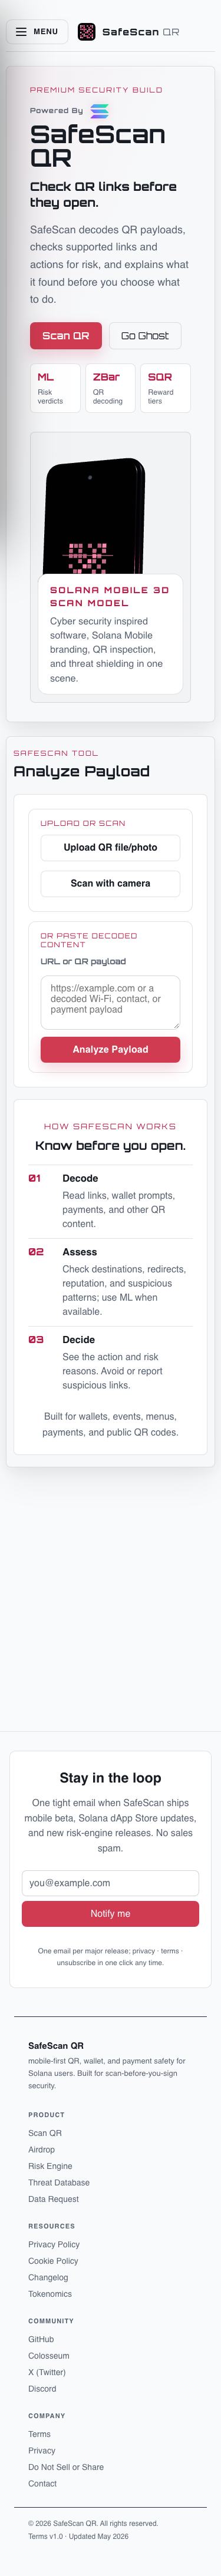 MENU
SafeScan QR
PREMIUM SECURITY BUILD
Powered By
SafeScan
QR
Check QR links before
they open.
SafeScan decodes QR payloads,
checks supported links and
actions for risk, and explains what
it found before you choose what
to do.
Scan QR
Go Ghost
ML
Risk
verdicts
ZBar
QR
decoding
SQR
Reward
tiers
SOLANA MOBILE 3D
SCAN MODEL
Cyber security inspired
software, Solana Mobile
branding, QR inspection,
and threat shielding in one
scene.
SAFESCAN TOOL
Analyze Payload
UPLOAD OR SCAN
Upload QR file/photo
Scan with camera
OR PASTE DECODED
CONTENT
URL or QR payload
https://example.com or a
decoded Wi-Fi, contact, or
payment payload
Analyze Payload
HOW SAFESCAN WORKS
Know before you open.
01
Decode
Read links, wallet prompts,
payments, and other QR
content.
02
Assess
Check destinations, redirects,
reputation, and suspicious
patterns; use ML when
available.
03
Decide
See the action and risk
reasons. Avoid or report
suspicious links.
Built for wallets, events, menus,
payments, and public QR codes.
Stay in the loop
One tight email when SafeScan ships
mobile beta, Solana dApp Store updates,
and new risk-engine releases. No sales
spam.
you@example.com
Notify me
One email per major release; privacy · terms ·
unsubscribe in one click any time.
SafeScan QR
mobile-first QR, wallet, and payment safety for
Solana users. Built for scan-before-you-sign
security.
PRODUCT
Scan QR
Airdrop
Risk Engine
Threat Database
Data Request
RESOURCES
Privacy Policy
Cookie Policy
Changelog
Tokenomics
COMMUNITY
GitHub
Colosseum
X (Twitter)
Discord
COMPANY
Terms
Privacy
Do Not Sell or Share
Contact
© 2026 SafeScan QR. All rights reserved.
Terms v1.0 · Updated May 2026